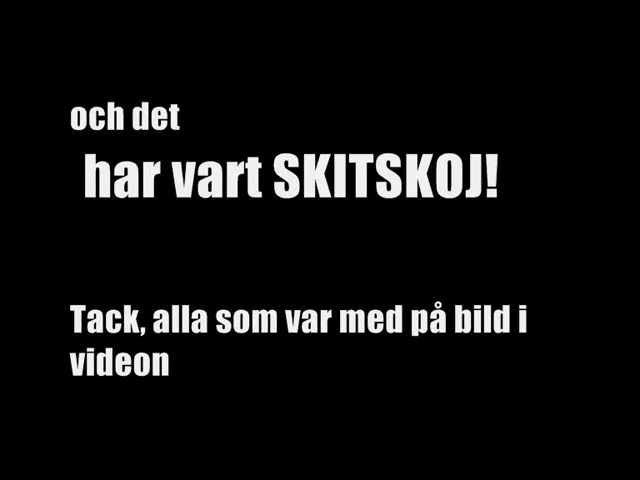 och det
har vart SKITSKOJ!
Tack, alla som var med på bild i
videon